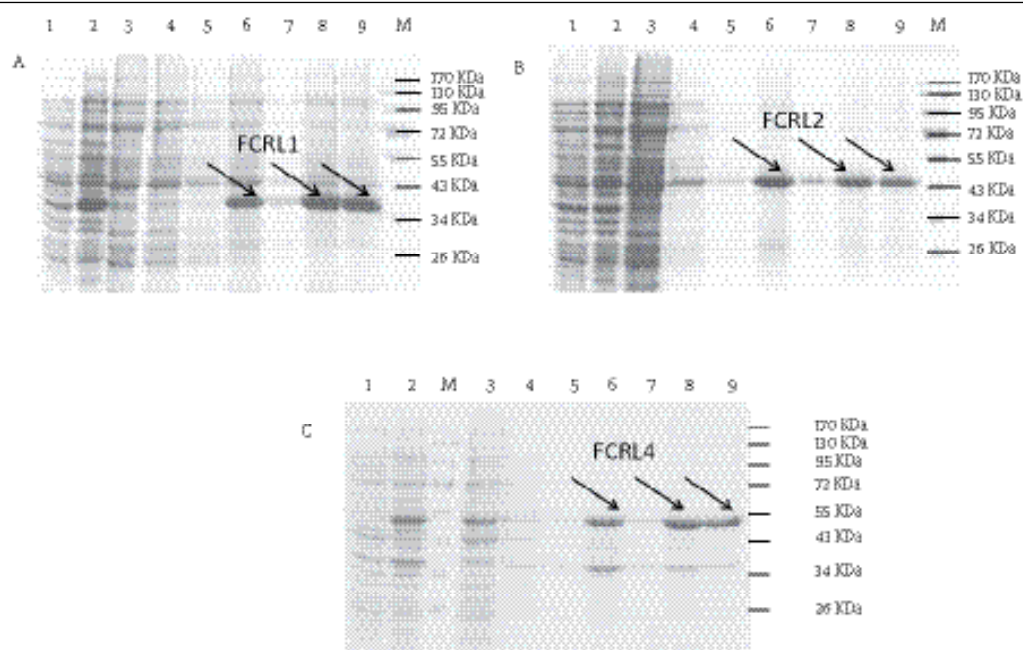 1 2 3 4 5 6 7 8 9 M
A
170 KDa
130 KDa
95 KDa
72 KDa
55 KDa
43 KDa
34 KDa
26 KDa
FCRL1
1 2 3 4 5 6 7 8 9 M
B
170 KDa
130 KDa
95 KDa
72 KDa
55 KDa
43 KDa
34 KDa
26 KDa
FCRL2
1 2 M 3 4 5 6 7 8 9
C
170 KDa
130 KDa
95 KDa
72 KDa
55 KDa
43 KDa
34 KDa
26 KDa
FCRL4